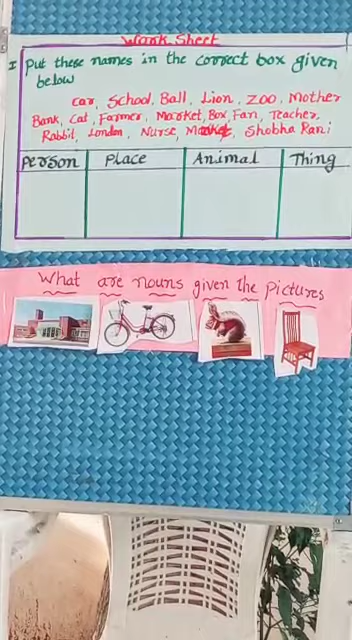 Work Sheet
I Put these names in the correct box given
below
Car, School, Ball, Lion, Zoo, Mother
Bank, Cat, Farmer, Market, Box Fan, Teacher,
Rabbit, London, Nurse, Market, Shobha Rani
Person Place Animal Thing
What are nouns given the Pictures